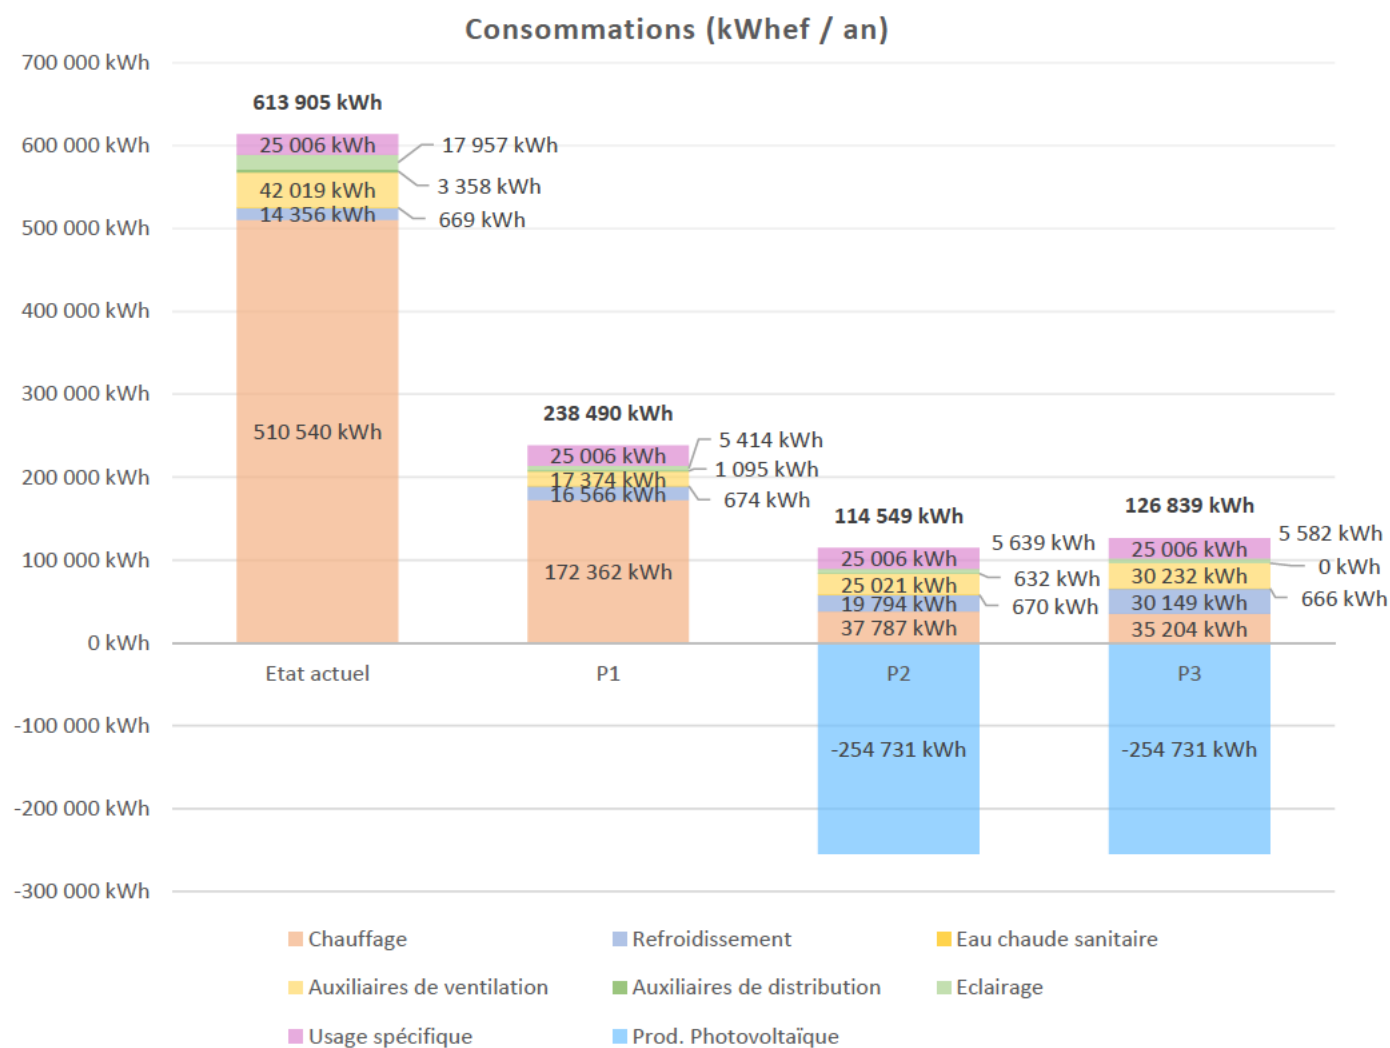 Consommations (kWhef / an)
700 000 kWh
600 000 kWh
500 000 kWh
400 000 kWh
300 000 kWh
200 000 kWh
100 000 kWh
0 kWh
-100 000 kWh
-200 000 kWh
-300 000 kWh
613 905 kWh
25 006 kWh
17 957 kWh
3 358 kWh
42 019 kWh
669 kWh
14 356 kWh
510 540 kWh
Etat actuel
238 490 kWh
25 006 kWh
5 414 kWh
1 095 kWh
17 374 kWh
674 kWh
16 566 kWh
172 362 kWh
P1
114 549 kWh
25 006 kWh
5 639 kWh
632 kWh
25 021 kWh
670 kWh
19 794 kWh
37 787 kWh
P2
-254 731 kWh
126 839 kWh
25 006 kWh
5 582 kWh
0 kWh
30 232 kWh
666 kWh
30 149 kWh
35 204 kWh
P3
-254 731 kWh
Chauffage
Refroidissement
Eau chaude sanitaire
Auxiliaires de ventilation
Auxiliaires de distribution
Eclairage
Usage spécifique
Prod. Photovoltaïque